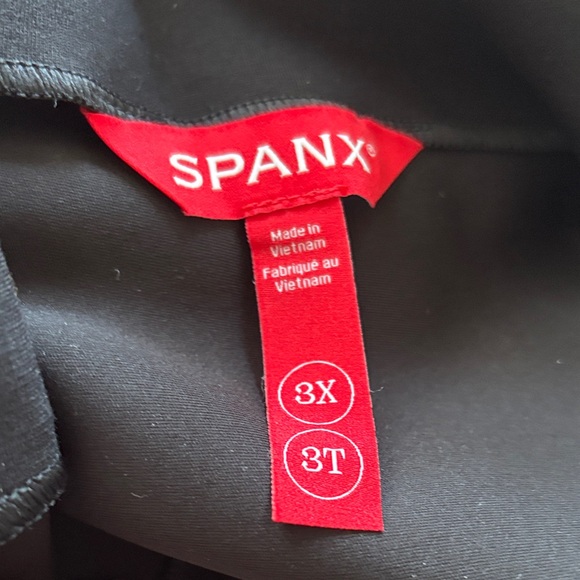 SPANX®
Made in
Vietnam
Fabriqué au
Vietnam
3X
3T